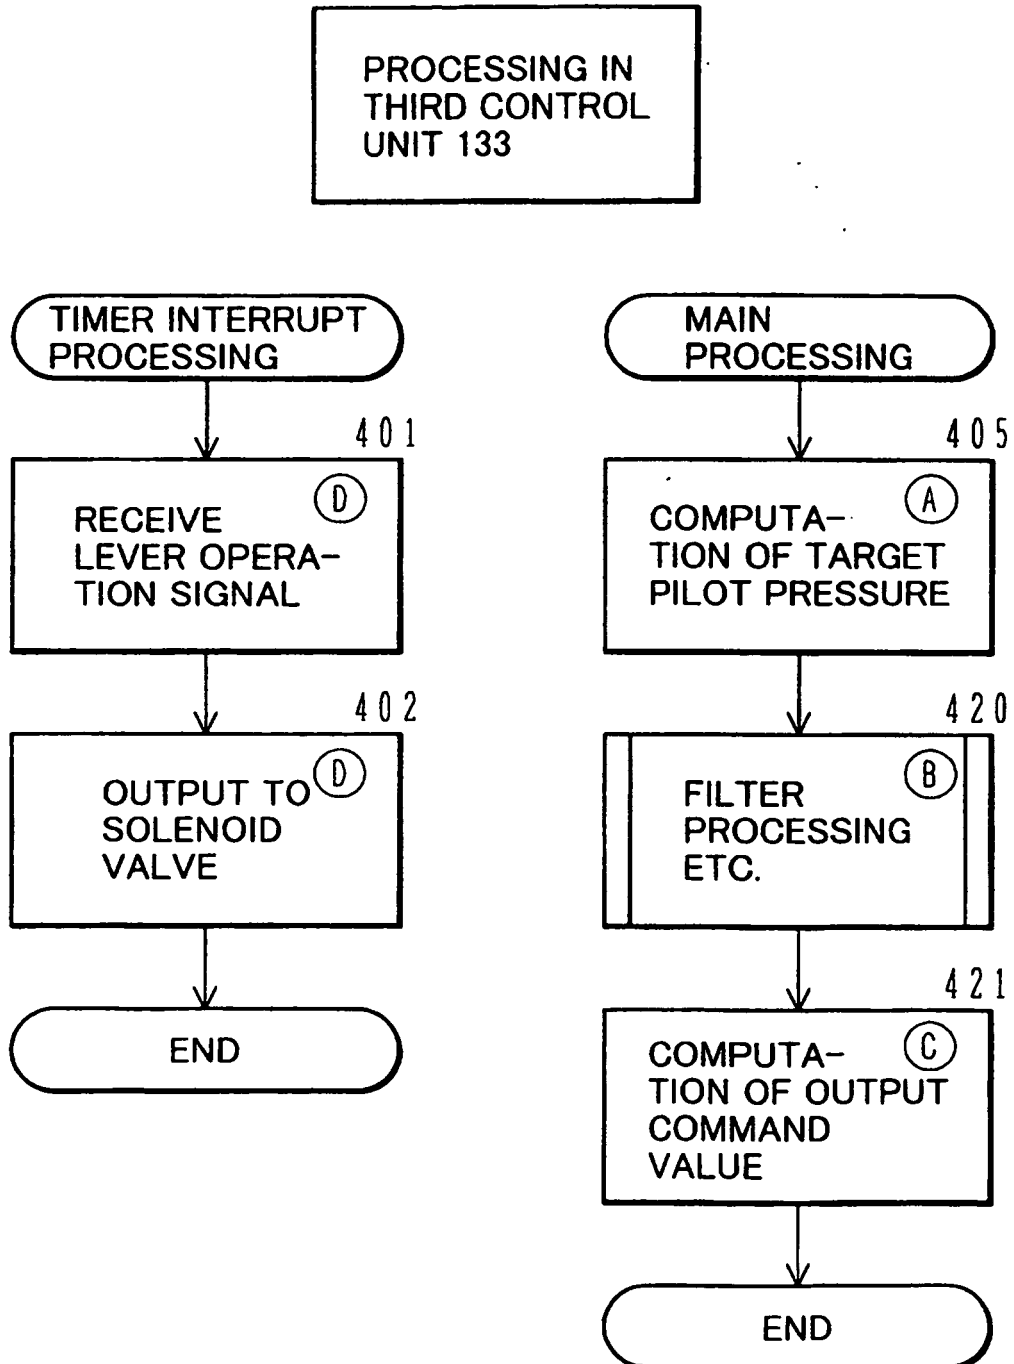 PROCESSING IN
THIRD CONTROL
UNIT 133
TIMER INTERRUPT
PROCESSING
401
D
RECEIVE
LEVER OPERA-
TION SIGNAL
402
D
OUTPUT TO
SOLENOID
VALVE
END
MAIN
PROCESSING
405
A
COMPUTA-
TION OF TARGET
PILOT PRESSURE
420
B
FILTER
PROCESSING
ETC.
421
C
COMPUTA-
TION OF OUTPUT
COMMAND
VALUE
END